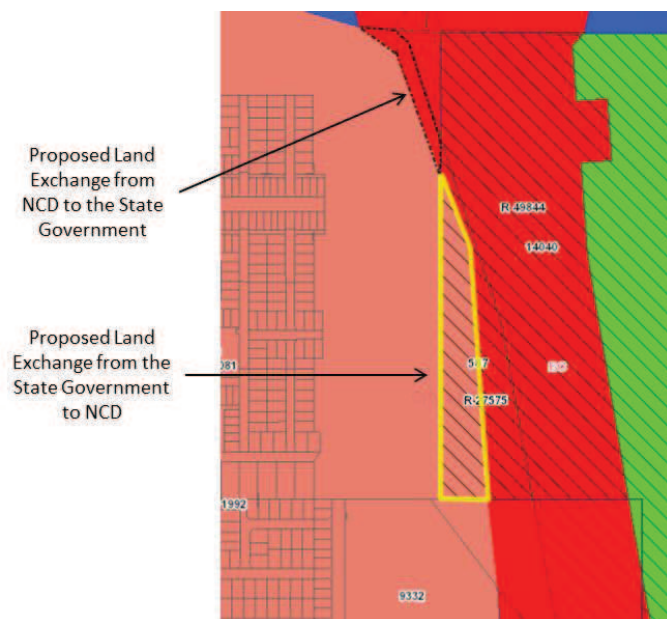 Proposed Land
Exchange from
NCD to the State
Government
R 49844
14040
Proposed Land
Exchange from the
State Government
to NCD
R 27575
1992
9332